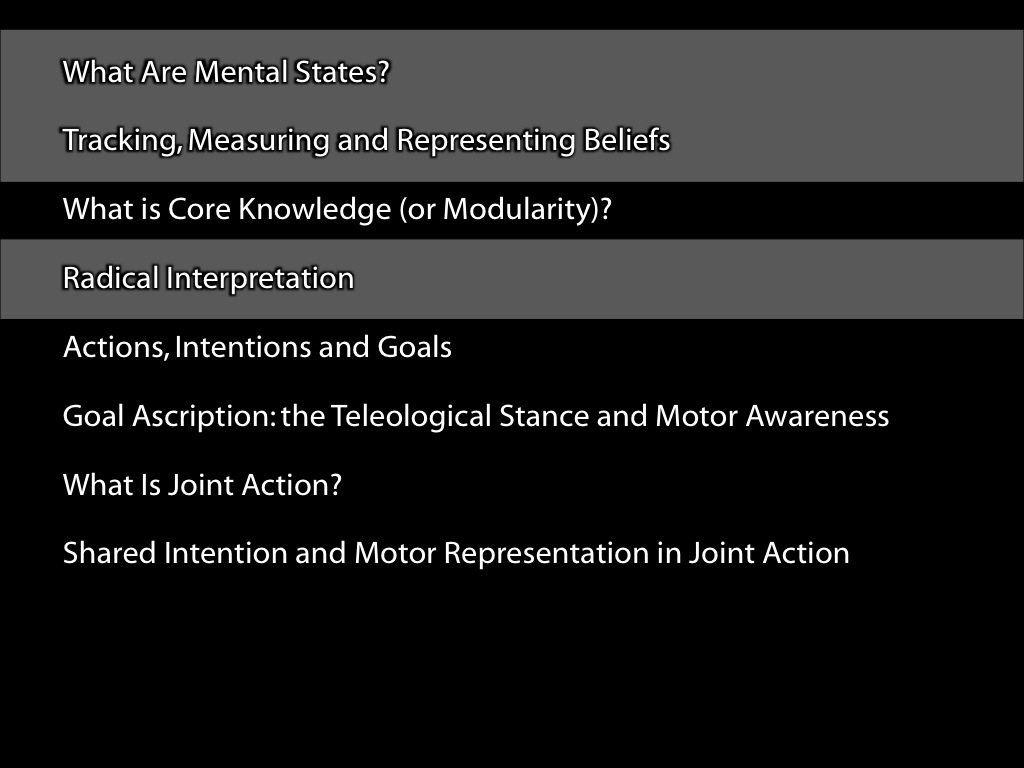 What Are Mental States?
Tracking, Measuring and Representing Beliefs
What is Core Knowledge (or Modularity)?
Radical Interpretation
Actions, Intentions and Goals
Goal Ascription: the Teleological Stance and Motor Awareness
What Is Joint Action?
Shared Intention and Motor Representation in Joint Action